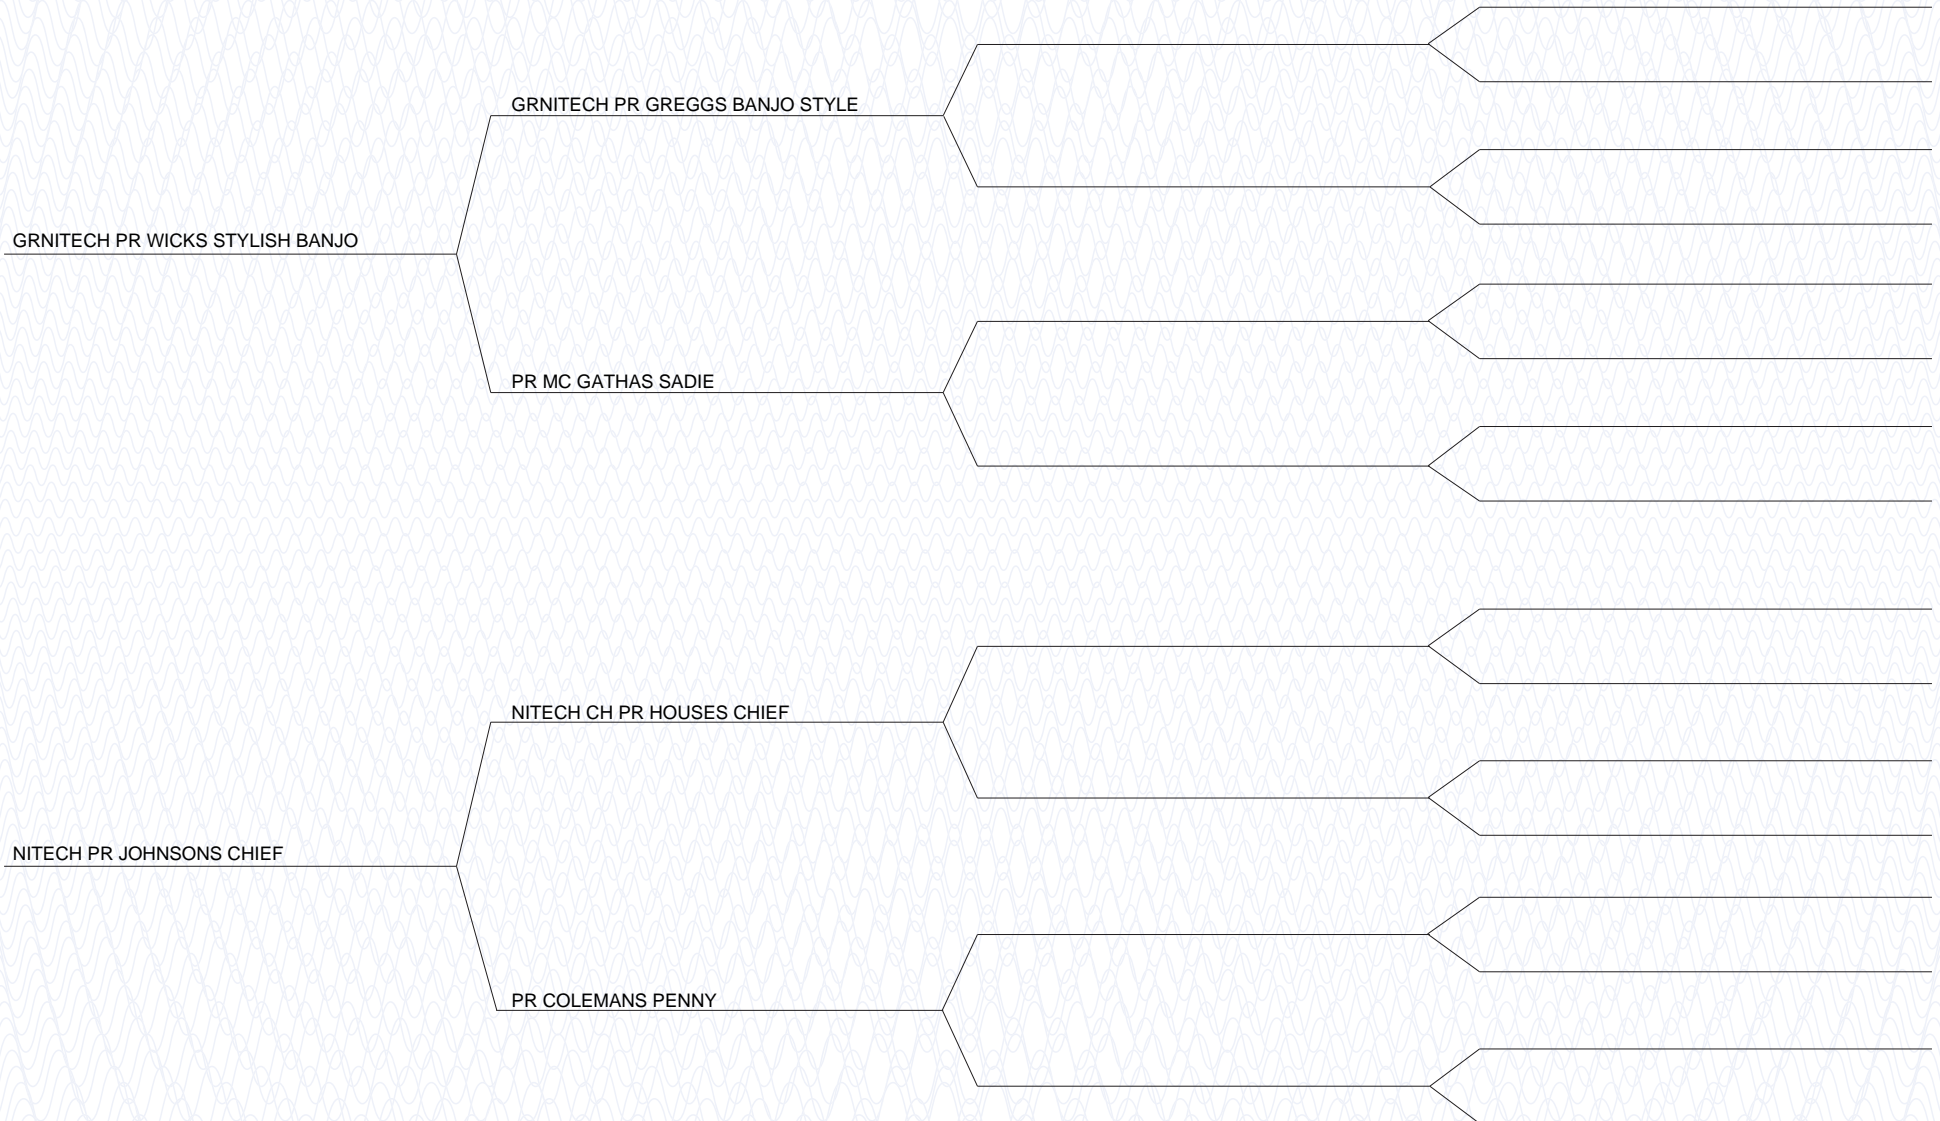 GRNITECH PR GREGGS BANJO STYLE
GRNITECH PR WICKS STYLISH BANJO
PR MC GATHAS SADIE
NITECH CH PR HOUSES CHIEF
NITECH PR JOHNSONS CHIEF
PR COLEMANS PENNY